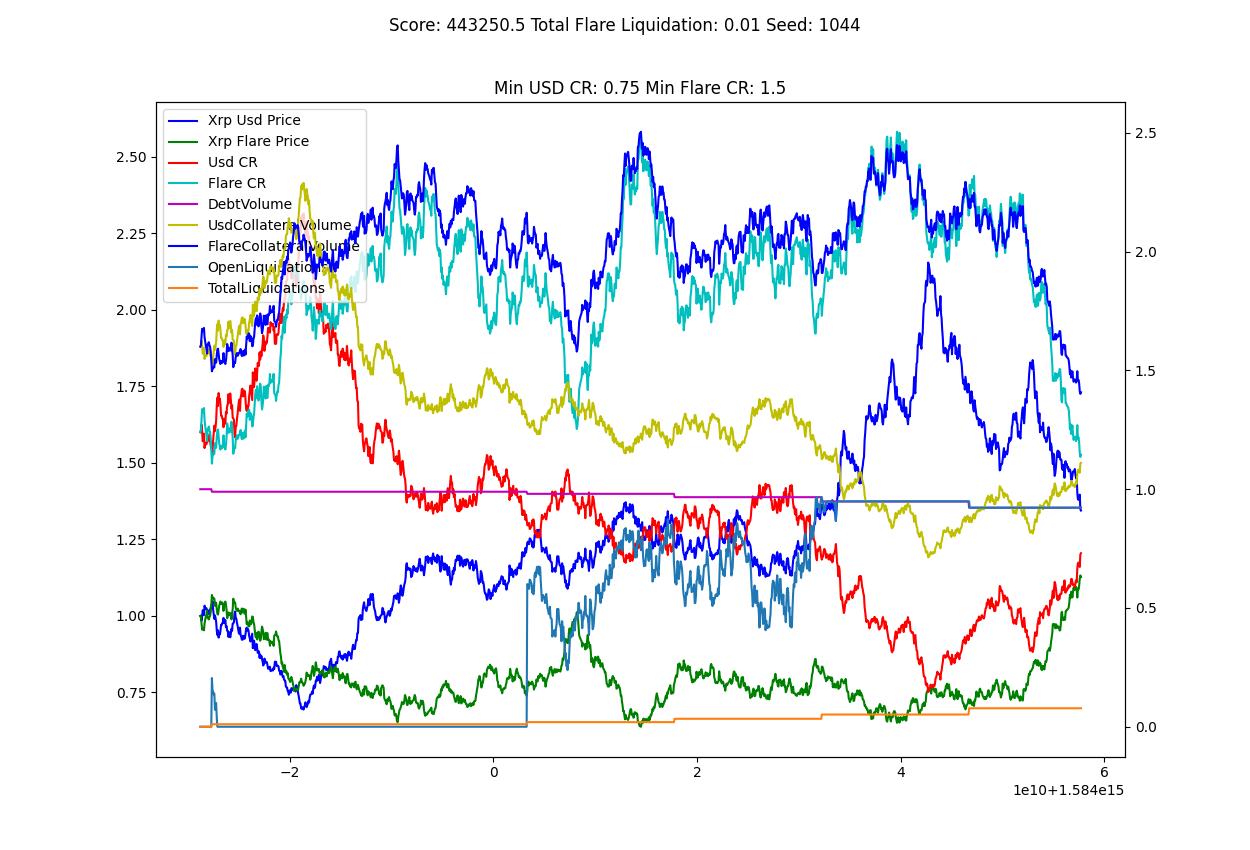 Score: 443250.5 Total Flare Liquidation: 0.01 Seed: 1044
Min USD CR: 0.75 Min Flare CR: 1.5
Xrp Usd Price
Xrp Flare Price
Usd CR
Flare CR
DebtVolume
UsdCollateralVolume
FlareCollateralVolume
OpenLiquidations
TotalLiquidations
2.50
2.25
2.00
1.75
1.50
1.25
1.00
0.75
2.5
2.0
1.5
1.0
0.5
0.0
−2 0 2 4 6
1e10+1.584e15